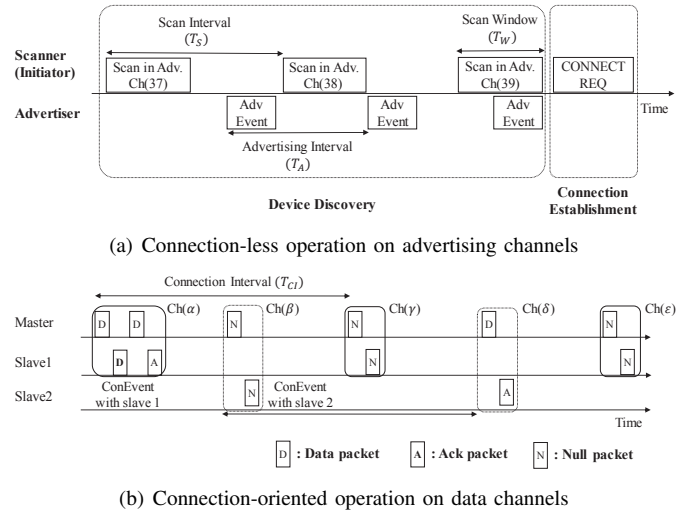 Scan Interval
(T_S)
Scan Window
(T_W)
Scanner
(Initiator)
Scan in Adv.
Ch(37)
Scan in Adv.
Ch(38)
Scan in Adv.
Ch(39)
CONNECT
REQ
Time
Advertiser
Adv
Event
Adv
Event
Adv
Event
Advertising Interval
(T_A)
Device Discovery
Connection
Establishment
(a) Connection-less operation on advertising channels
Connection Interval (T_CI)
Ch(α)
Ch(β)
Ch(γ)
Ch(δ)
Ch(ε)
Master
D
D
N
N
D
N
Slave1
D
A
N
N
Slave2
ConEvent
with slave 1
N
ConEvent
with slave 2
A
Time
D : Data packet
A : Ack packet
N : Null packet
(b) Connection-oriented operation on data channels